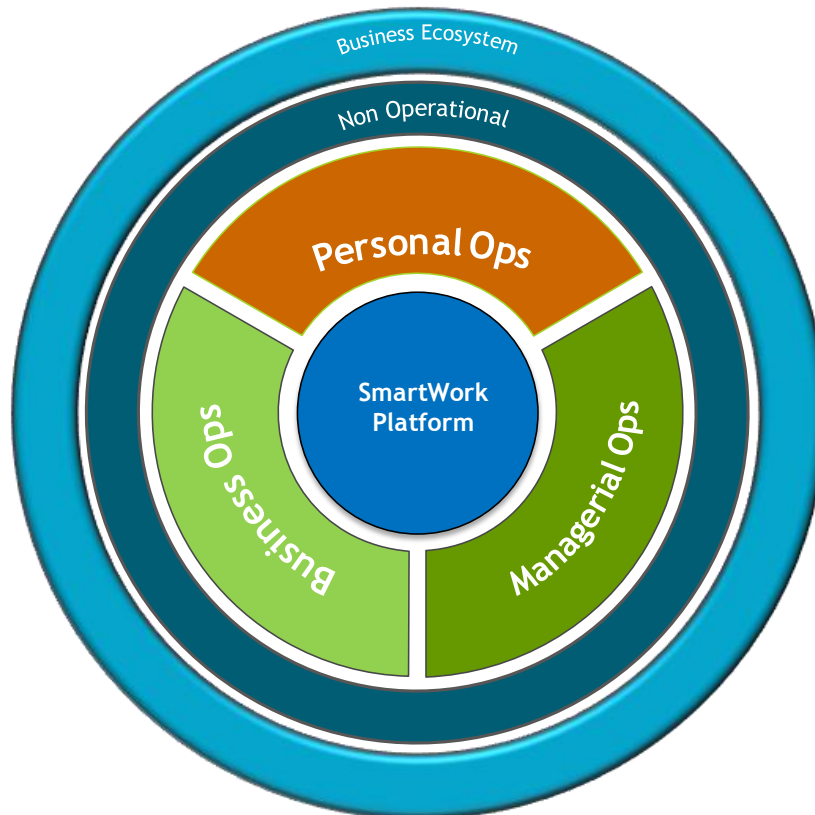 Business Ecosystem
Non Operational
Personal Ops
SmartWork
Platform
Business Ops
Managerial Ops